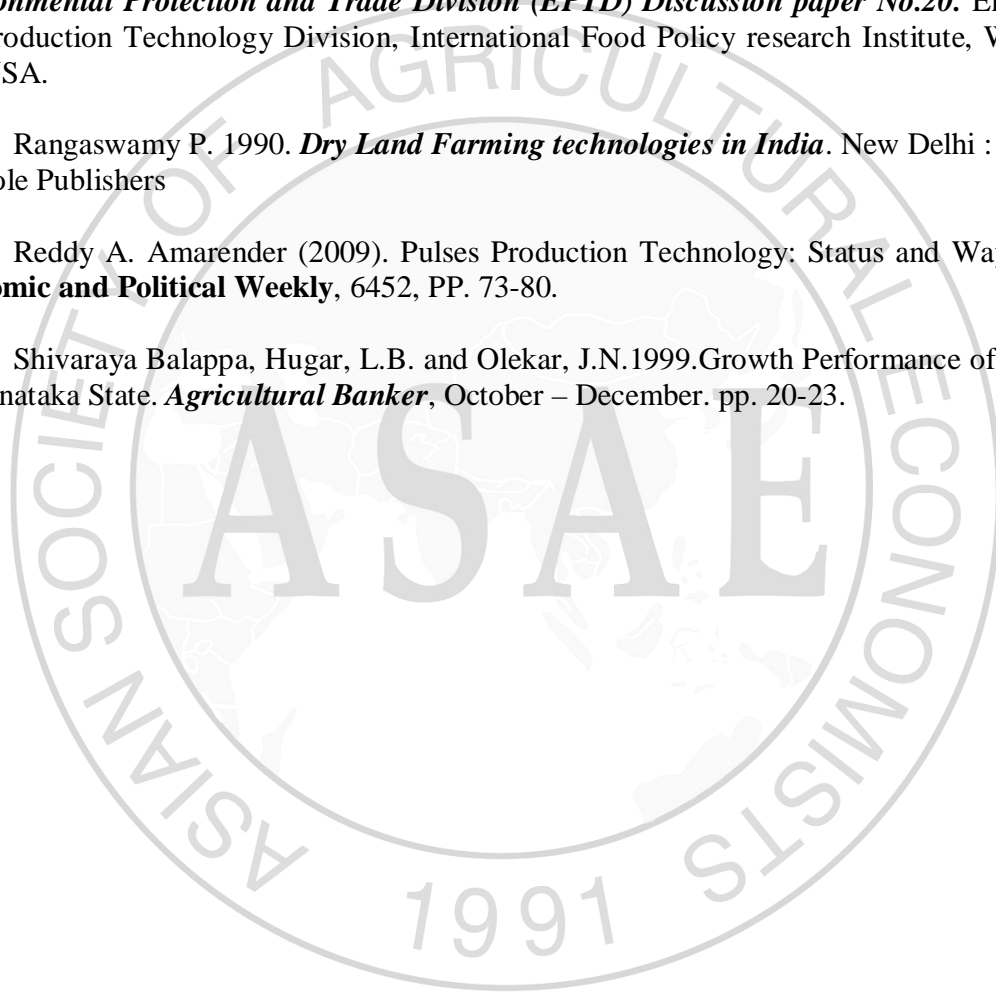 onmental Protection and Trade Division (EPTD) Discussion paper No.20.
roduction Technology Division, International Food Policy research Institute,
SA.
Rangaswamy P. 1990. Dry Land Farming technologies in India. New Delhi :
ole Publishers
Reddy A. Amarender (2009). Pulses Production Technology: Status and
omic and Political Weekly, 6452, PP. 73-80.
Shivaraya Balappa, Hugar, L.B. and Olekar, J.N.1999.Growth Performance of
nataka State. Agricultural Banker, October – December. pp. 20-23.
ASIAN SOCIETY OF AGRICULTURAL ECONOMISTS
ASAE
1991